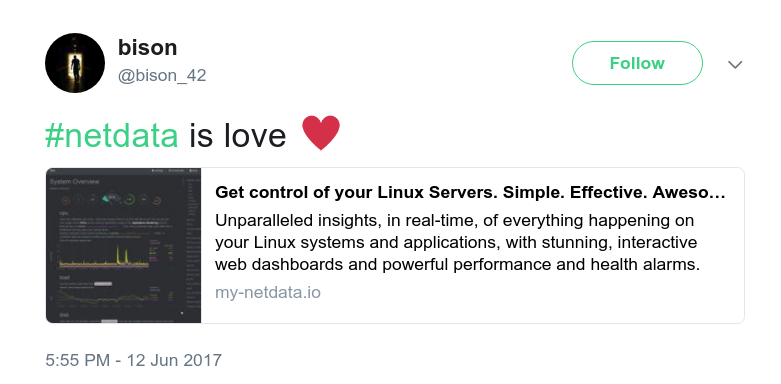 bison
@bison_42
Follow
#netdata is love
System Overview
Get control of your Linux Servers. Simple. Effective. Aweso...
Unparalleled insights, in real-time, of everything happening on
your Linux systems and applications, with stunning, interactive
web dashboards and powerful performance and health alarms.
my-netdata.io
5:55 PM - 12 Jun 2017